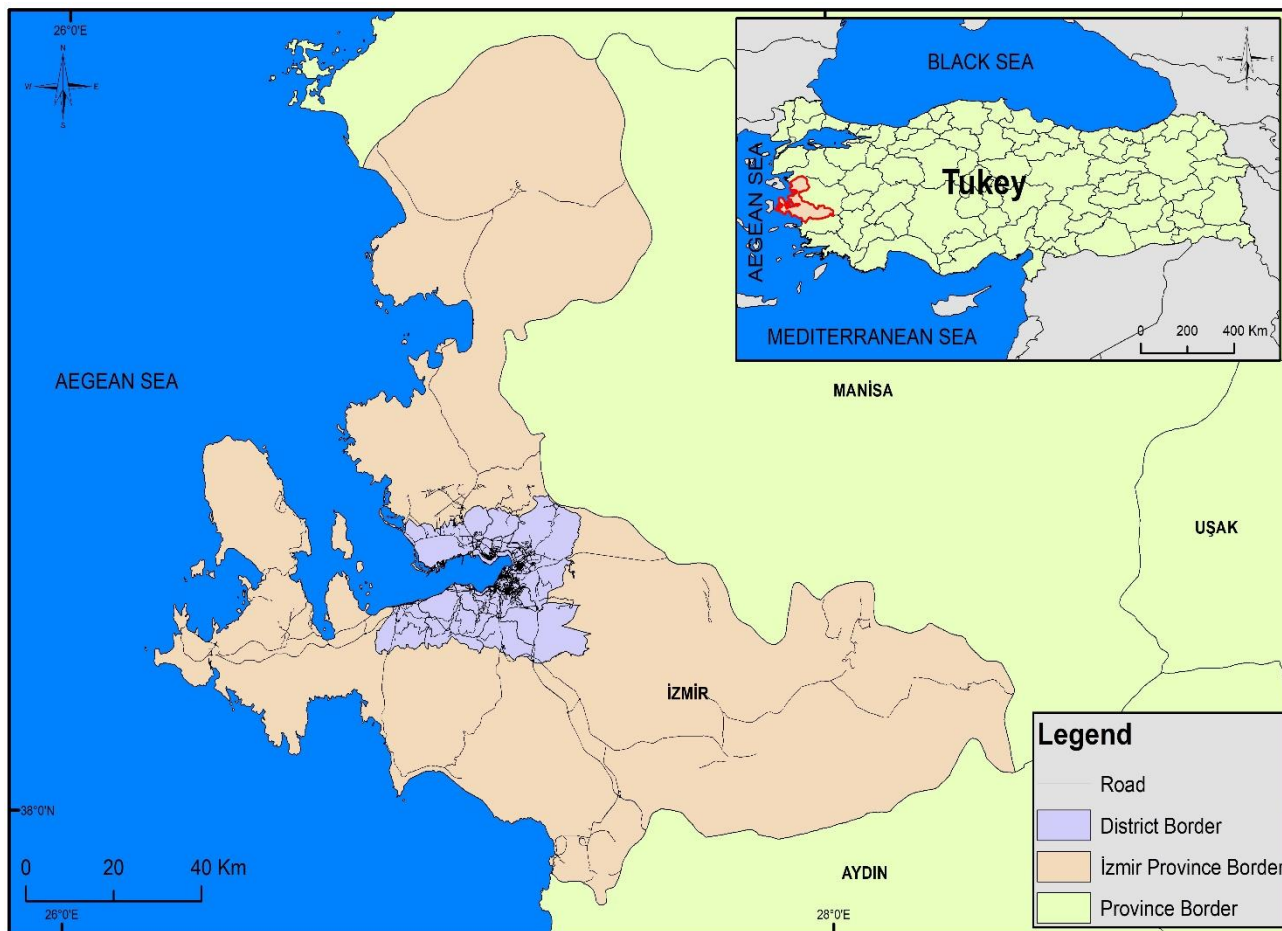 26°0'E
N
W E
S
BLACK SEA
AEGEAN SEA
Tukey
MEDITERRANEAN SEA
0 200 400 Km
AEGEAN SEA
MANİSA
UŞAK
İZMİR
AYDIN
38°0'N
0 20 40 Km
26°0'E
28°0'E
Legend
Road
District Border
İzmir Province Border
Province Border